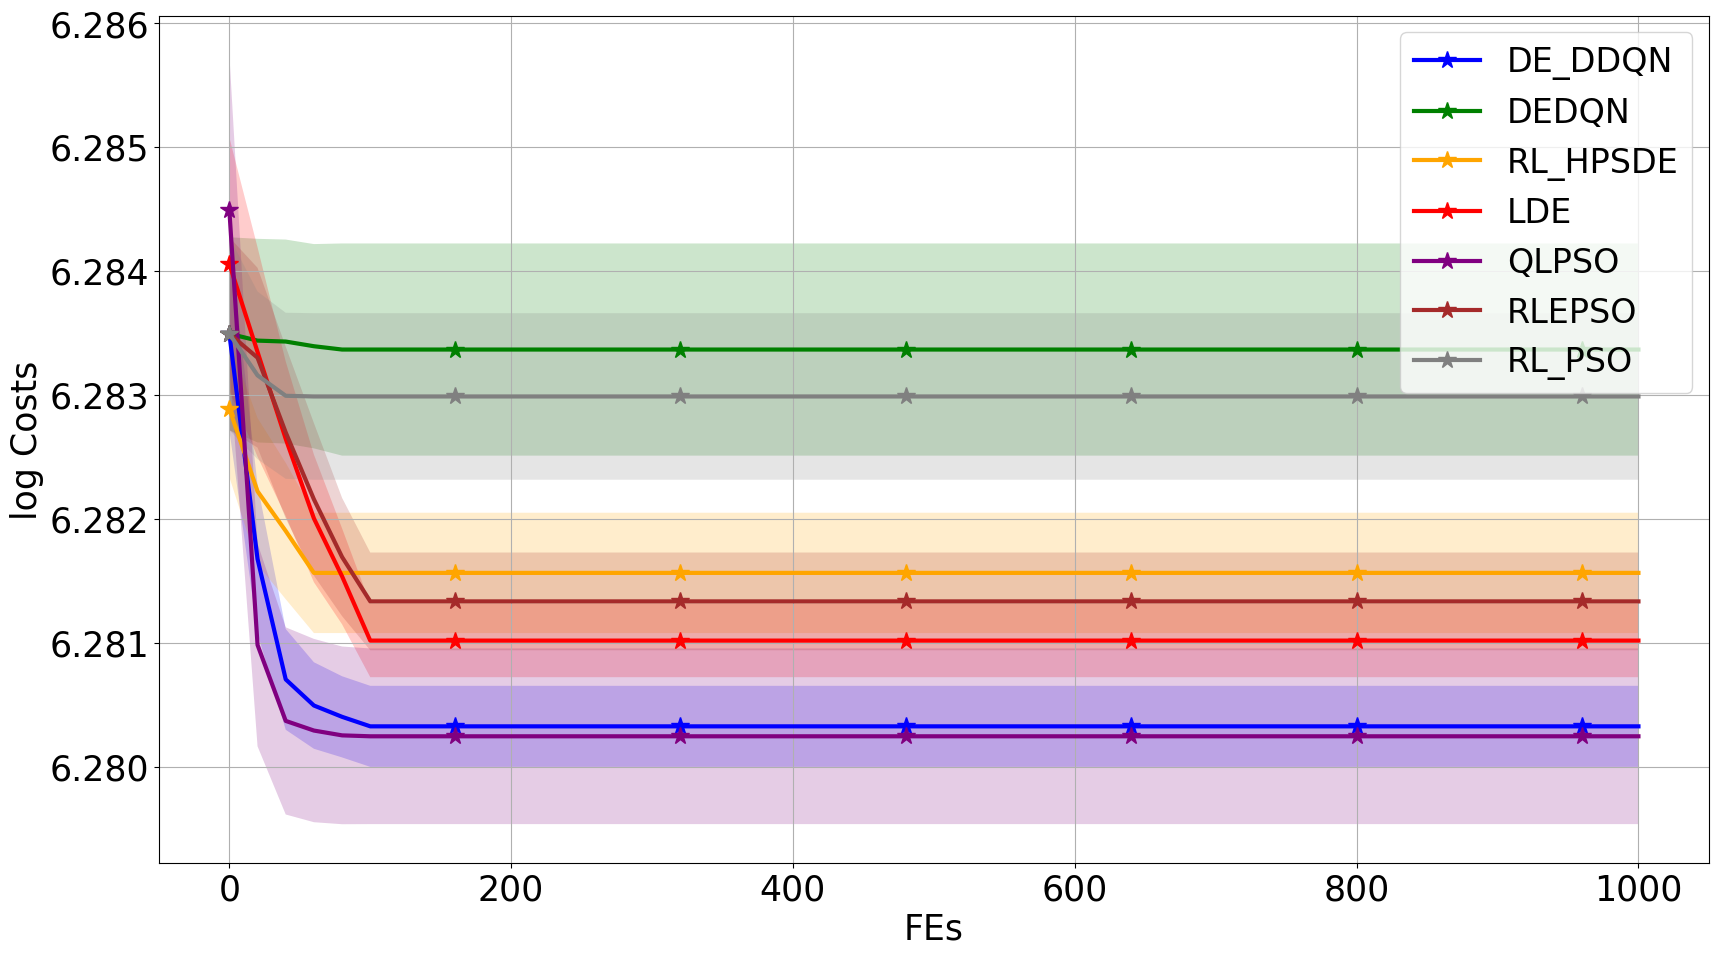 6.286
6.285
6.284
6.283
6.282
6.281
6.280
log Costs
0 200 400 600 800 1000
FEs
DE_DDQN
DEDQN
RL_HPSDE
LDE
QLPSO
RLEPSO
RL_PSO